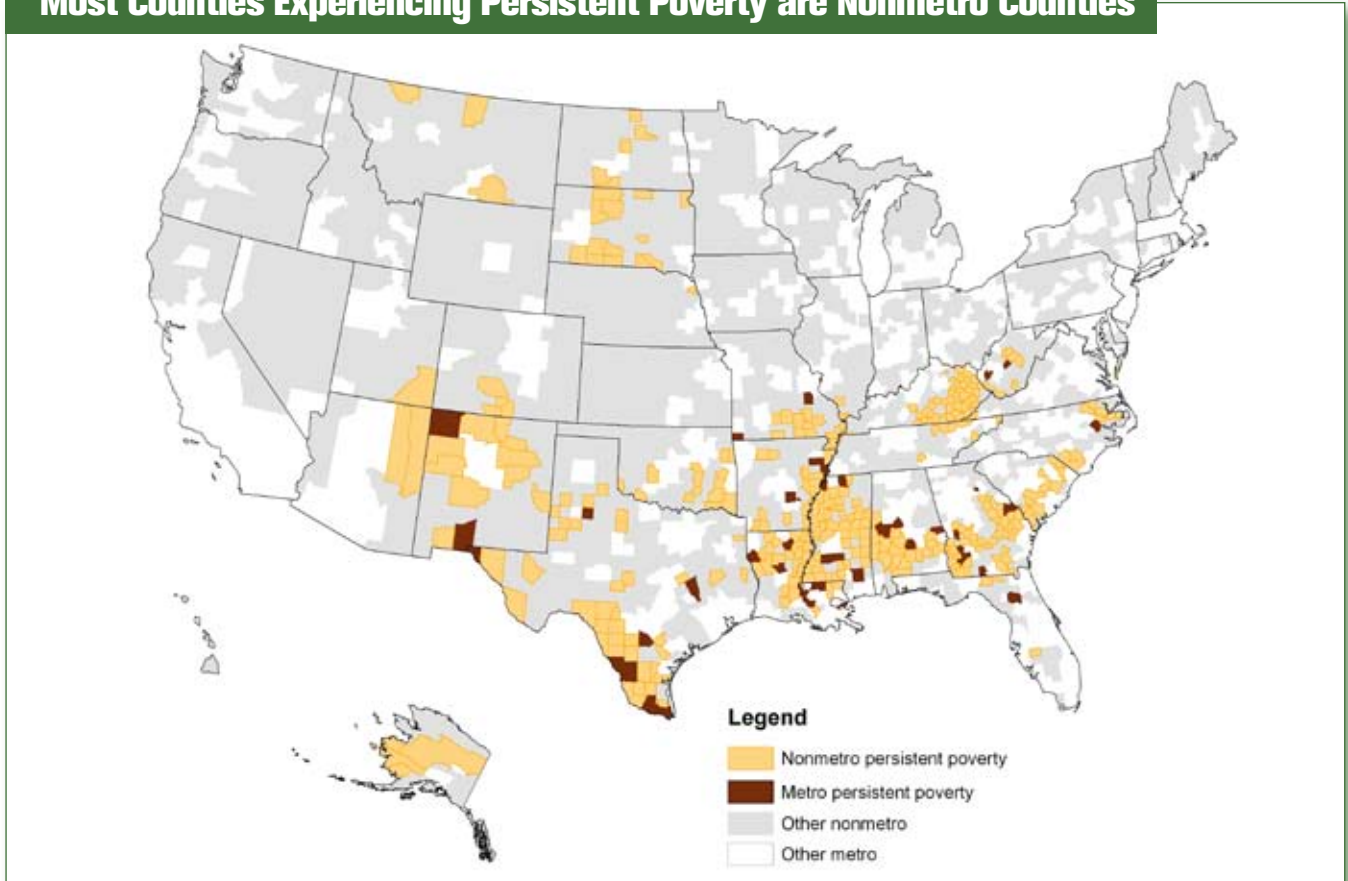 Most Counties Experiencing Persistent Poverty are Nonmetro Counties
Legend
Nonmetro persistent poverty
Metro persistent poverty
Other nonmetro
Other metro